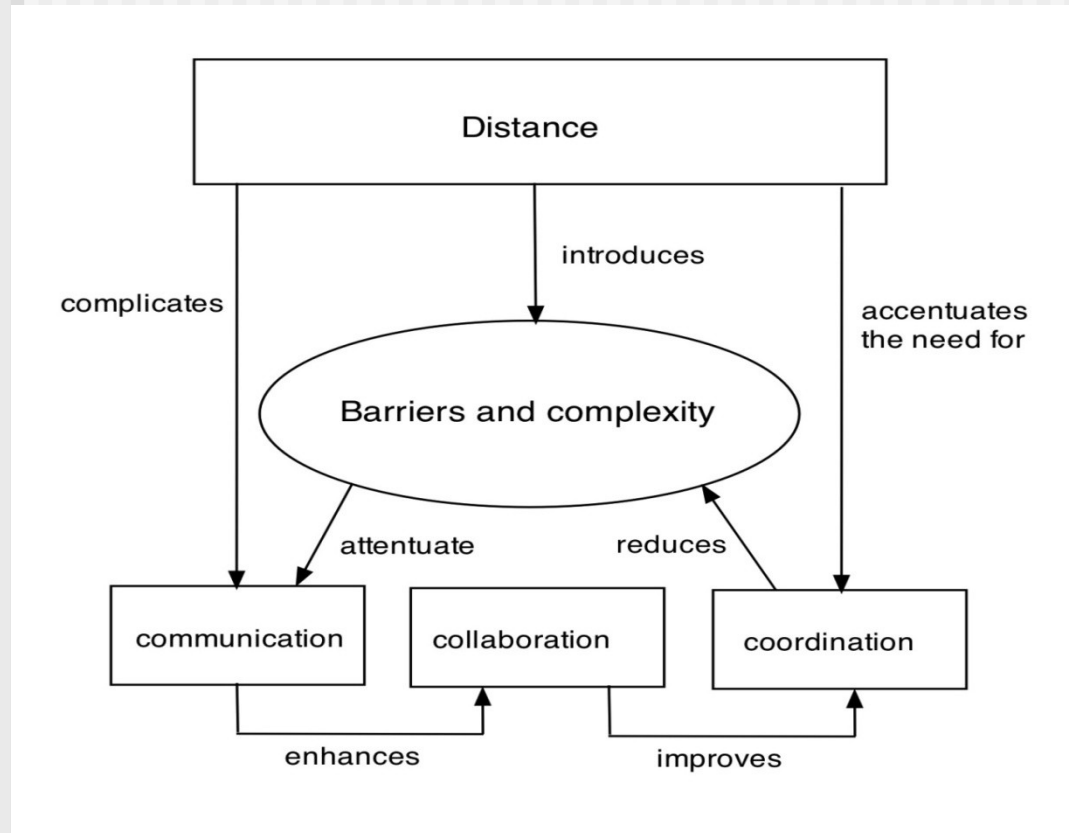 Distance
introduces
complicates
accentuates
the need for
Barriers and complexity
attentuate
reduces
communication
collaboration
coordination
enhances
improves